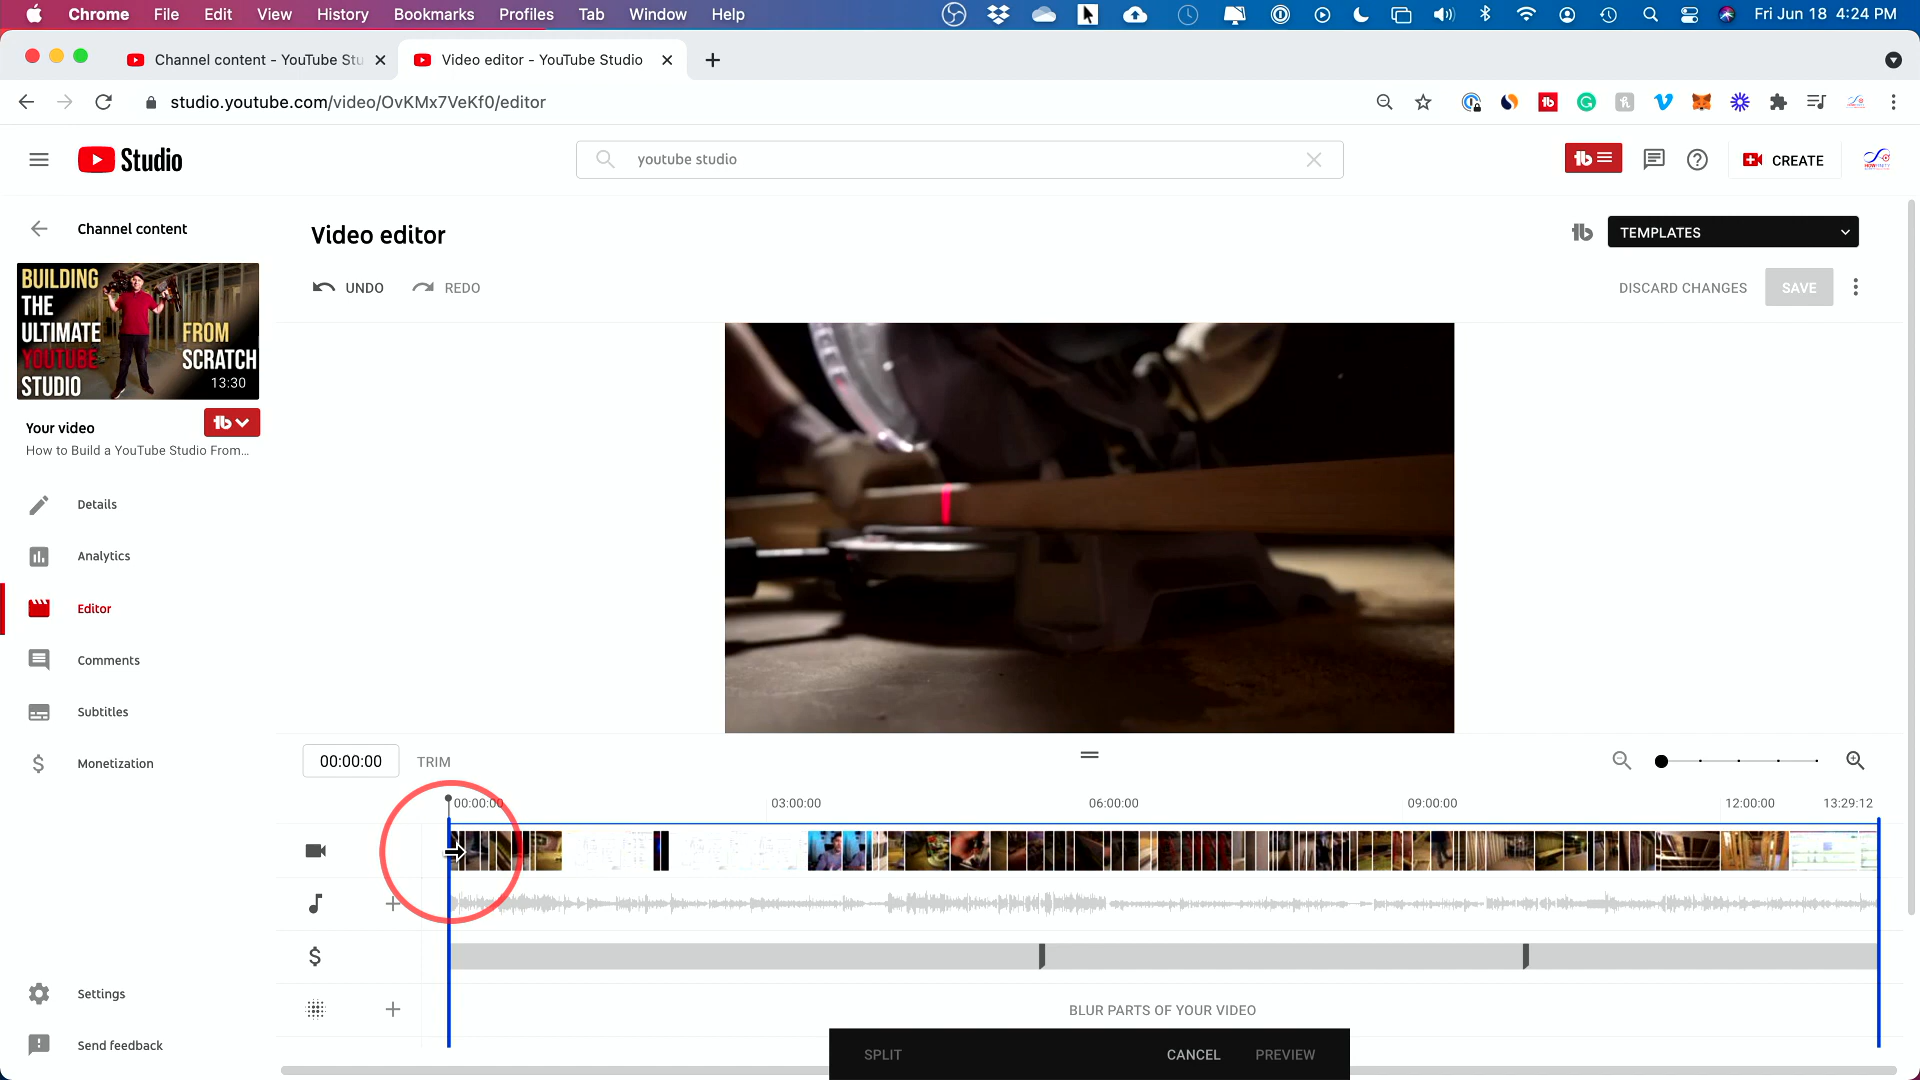 Chrome File Edit View History Bookmarks Profiles Tab Window Help Fri Jun 18 4:24 PM
Channel content - YouTube Stu
Video editor - YouTube Studio
studio.youtube.com/video/OvKMx7VeKf0/editor
Studio
youtube studio
CREATE
Channel content
BUILDING
THE
ULTIMATE
YOUTUBE
STUDIO
FROM
SCRATCH
13:30
Your video
How to Build a YouTube Studio From...
Details
Analytics
Editor
Comments
Subtitles
Monetization
Settings
Send feedback
Video editor
TEMPLATES
UNDO REDO
DISCARD CHANGES SAVE
00:00:00 TRIM
00:00:00 03:00:00 06:00:00 09:00:00 12:00:00 13:29:12
BLUR PARTS OF YOUR VIDEO
SPLIT CANCEL PREVIEW